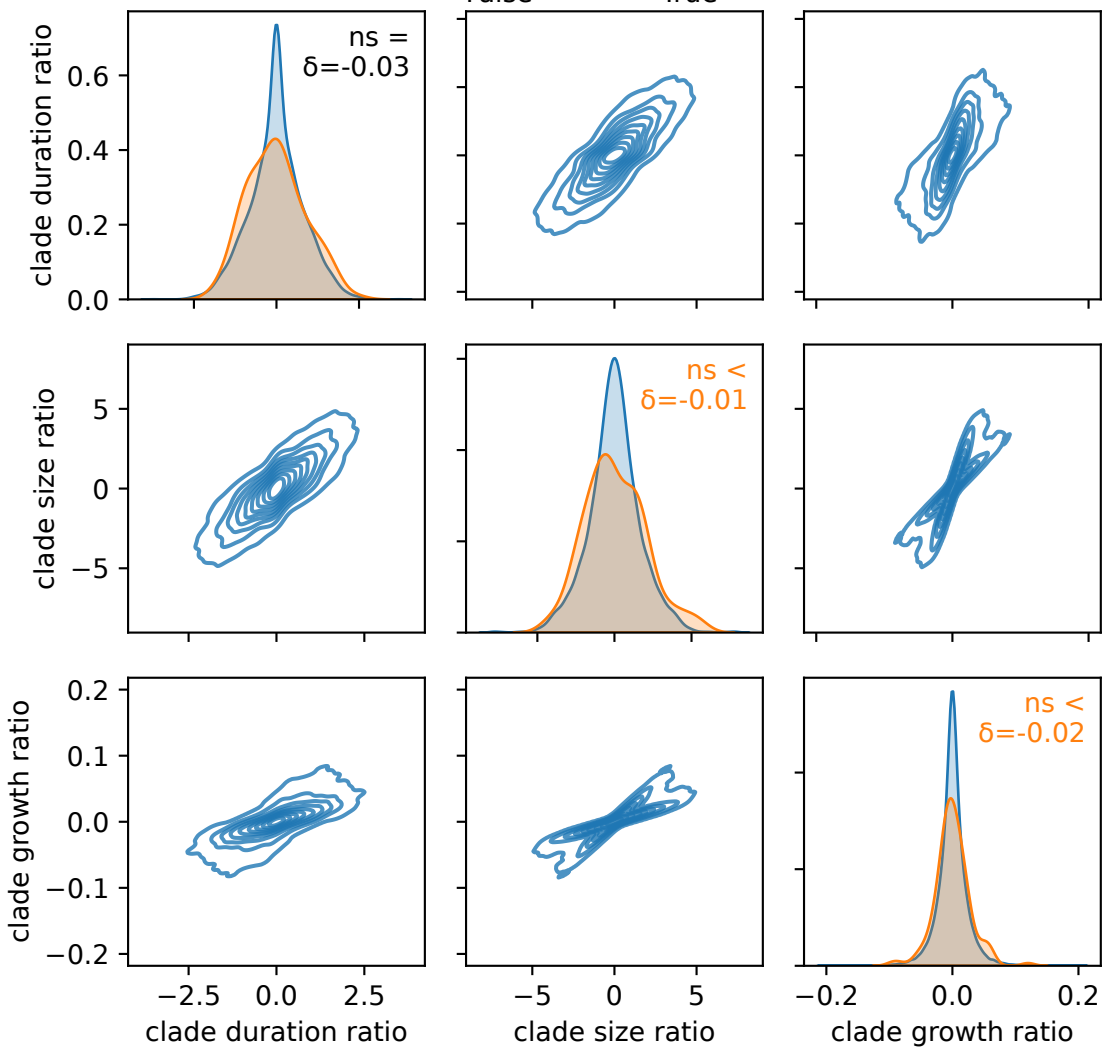 ns =
δ=-0.03
clade duration ratio
0.6
0.4
0.2
0.0
ns <
δ=-0.01
clade size ratio
5
0
−5
ns <
δ=-0.02
clade growth ratio
0.2
0.1
0.0
−0.1
−0.2
−2.5 0.0 2.5
−5 0 5
−0.2 0.0 0.2
clade duration ratio
clade size ratio
clade growth ratio